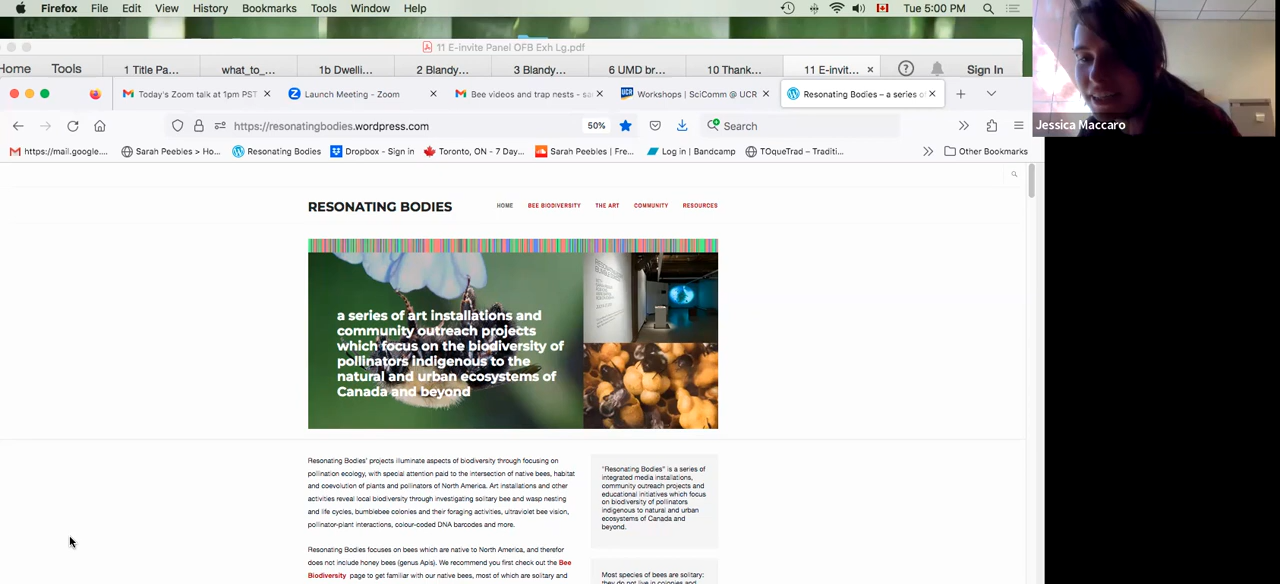 Firefox File Edit View History Bookmarks Tools Window Help Tue 5:00 PM
11 E-invite Panel OFB Exh Lg.pdf
Home Tools 1 Title Pa... what_to_... 1b Dwelli... 2 Blandy... 3 Blandy... 6 UMD br... 10 Thank... 11 E-invit... × ? Sign In
Today's Zoom talk at 1pm PST × Launch Meeting - Zoom × Bee videos and trap nests - sa × UCR Workshops | SciComm @ UCR × Resonating Bodies – a series o ×
https://resonatingbodies.wordpress.com 50% Search
https://mail.google.... Sarah Peebles > Ho... Resonating Bodies Dropbox - Sign in Toronto, ON - 7 Day... Sarah Peebles | Fre... Log in | Bandcamp TOqueTrad – Traditi... Other Bookmarks
Jessica Maccaro
RESONATING BODIES
HOME BEE BIODIVERSITY THE ART COMMUNITY RESOURCES
a series of art installations and
community outreach projects
which focus on the biodiversity of
pollinators indigenous to the
natural and urban ecosystems of
Canada and beyond
Resonating Bodies' projects illuminate aspects of biodiversity through focusing on
pollination ecology, with special attention paid to the intersection of native bees, habitat
and coevolution of plants and pollinators of North America. Art installations and other
activities reveal local biodiversity through investigating solitary bee and wasp nesting
and life cycles, bumblebee colonies and their foraging activities, ultraviolet bee vision,
pollinator-plant interactions, colour-coded DNA barcodes and more.
Resonating Bodies focuses on bees which are native to North America, and therefor
does not include honey bees (genus Apis). We recommend you first check out the Bee
Biodiversity page to get familiar with our native bees, most of which are solitary and
"Resonating Bodies" is a series of
integrated media installations,
community outreach projects and
educational initiatives which focus
on biodiversity of pollinators
indigenous to natural and urban
ecosystems of Canada and
beyond.
Most species of bees are solitary:
they do not live in colonies and